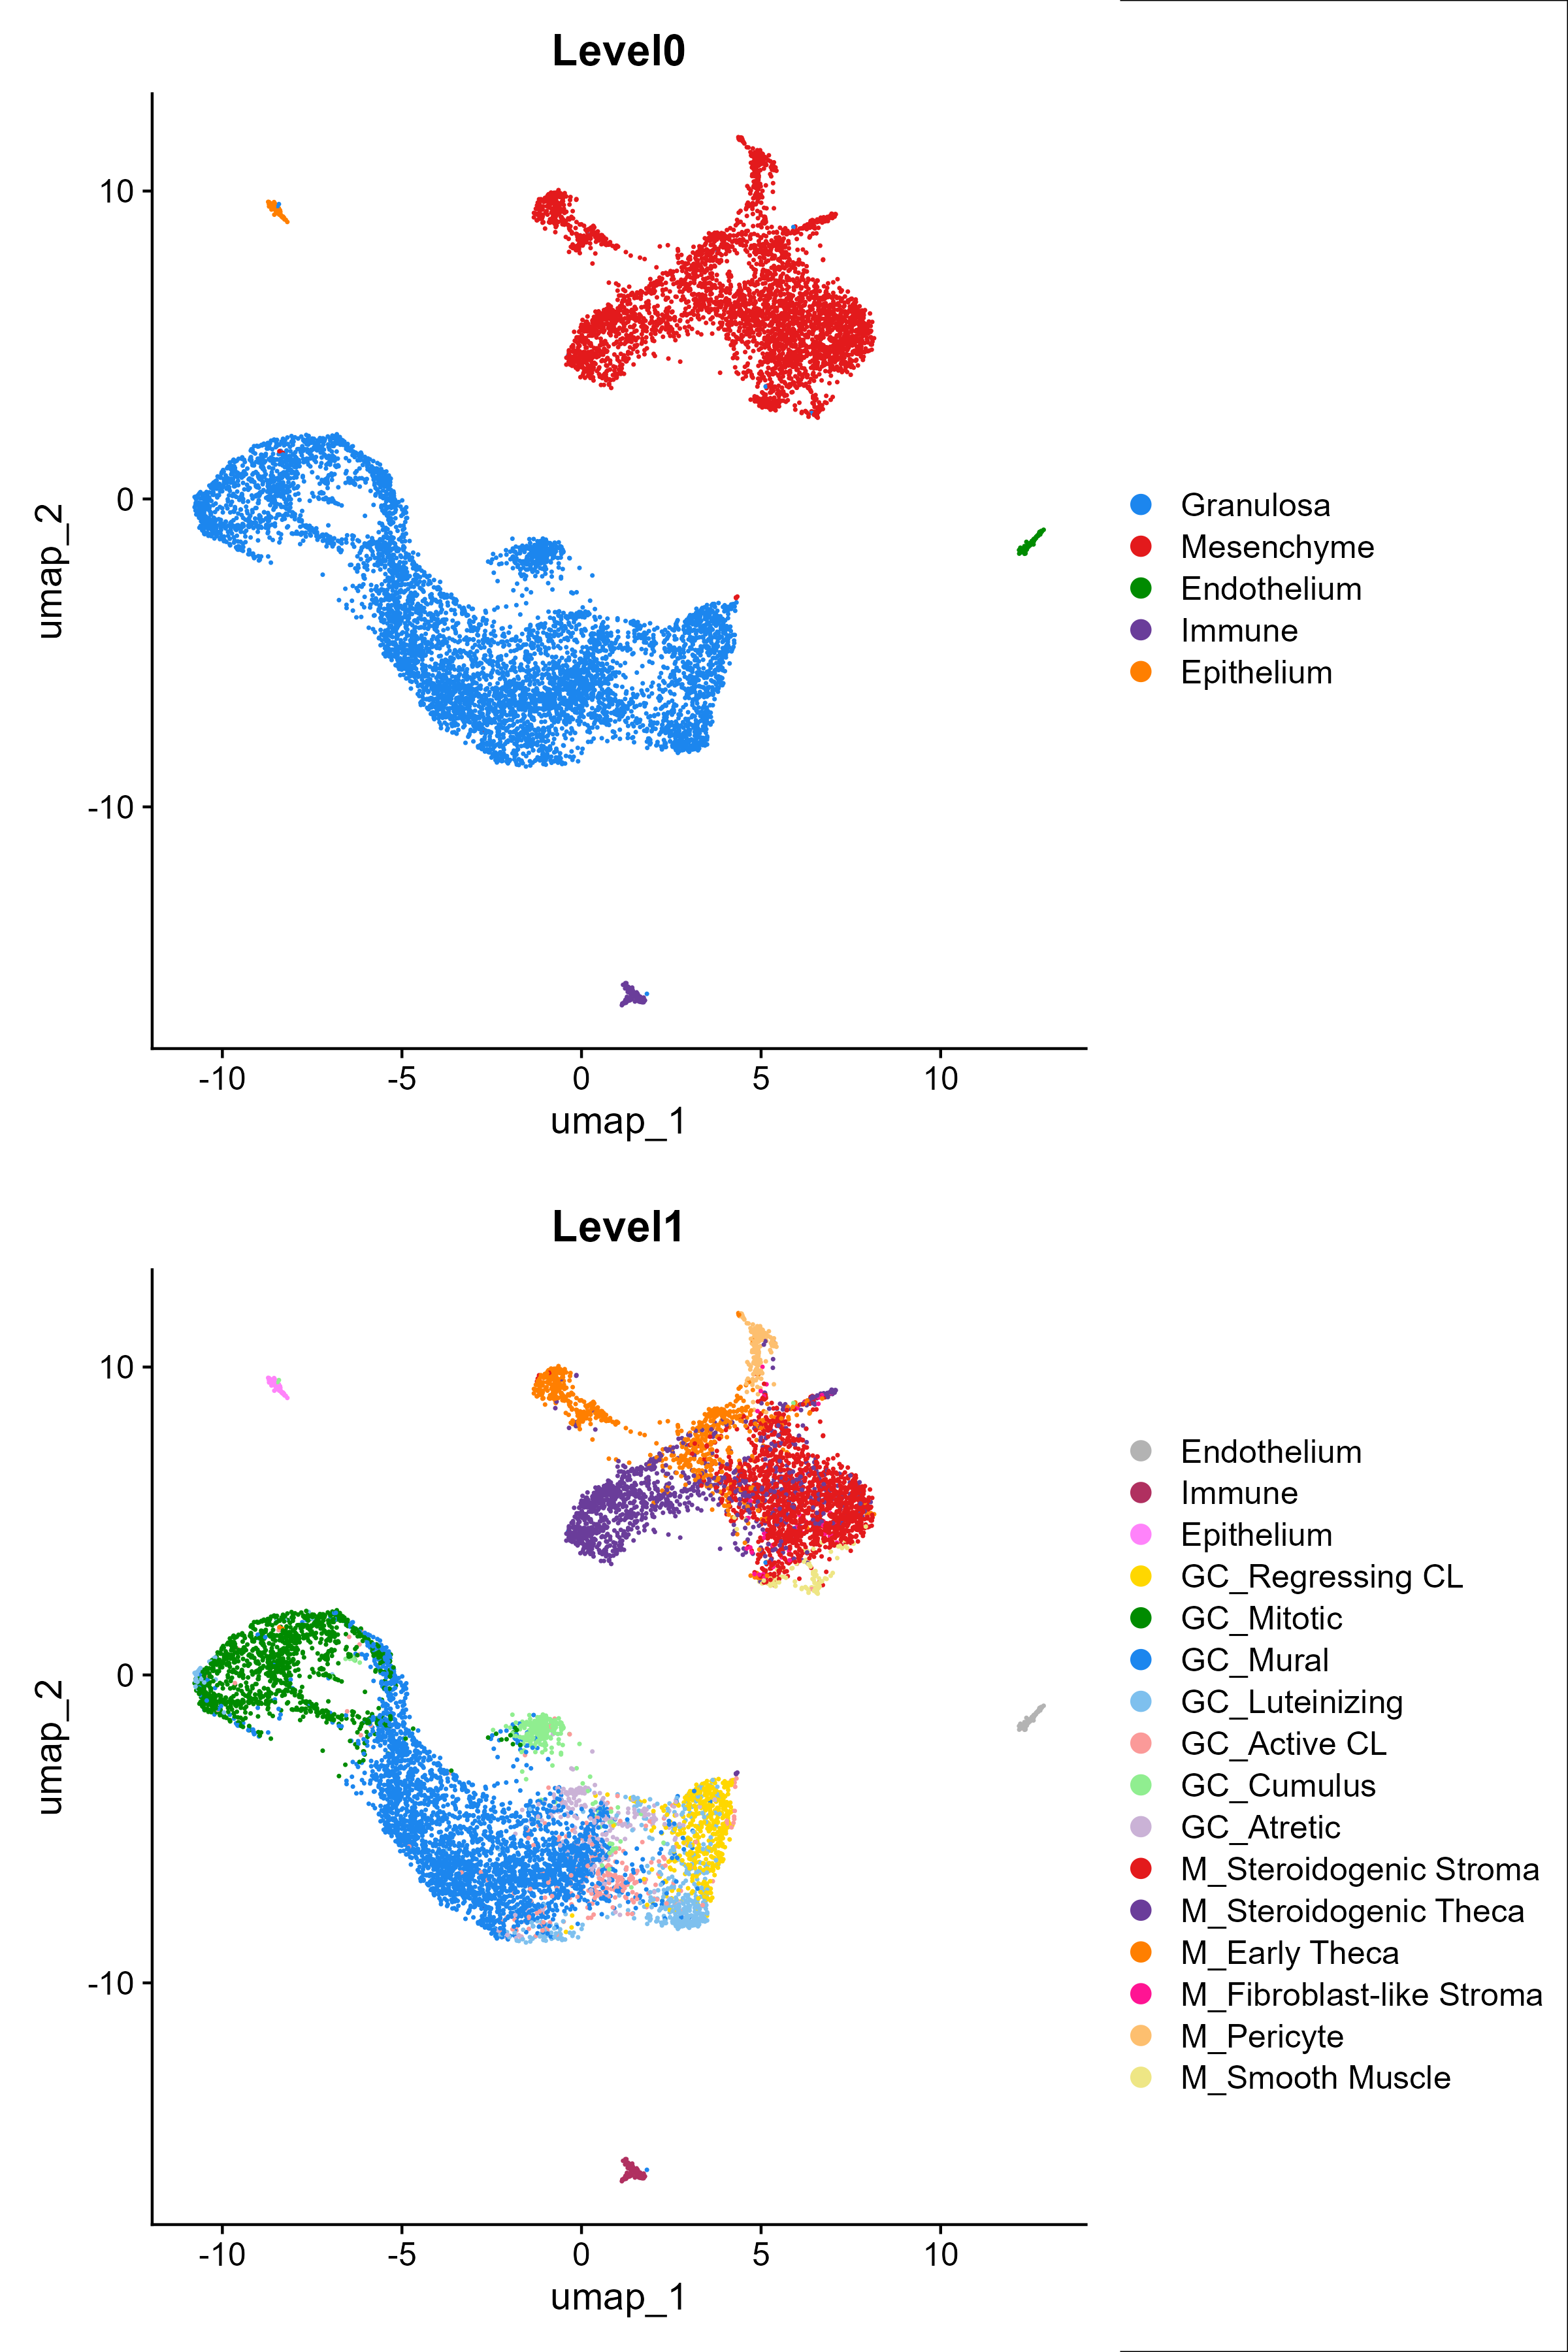 Level0
10
0
-10
umap_2
-10 -5 0 5 10
umap_1
Granulosa
Mesenchyme
Endothelium
Immune
Epithelium
Level1
10
0
-10
umap_2
-10 -5 0 5 10
umap_1
Endothelium
Immune
Epithelium
GC_Regressing CL
GC_Mitotic
GC_Mural
GC_Luteinizing
GC_Active CL
GC_Cumulus
GC_Atretic
M_Steroidogenic Stroma
M_Steroidogenic Theca
M_Early Theca
M_Fibroblast-like Stroma
M_Pericyte
M_Smooth Muscle